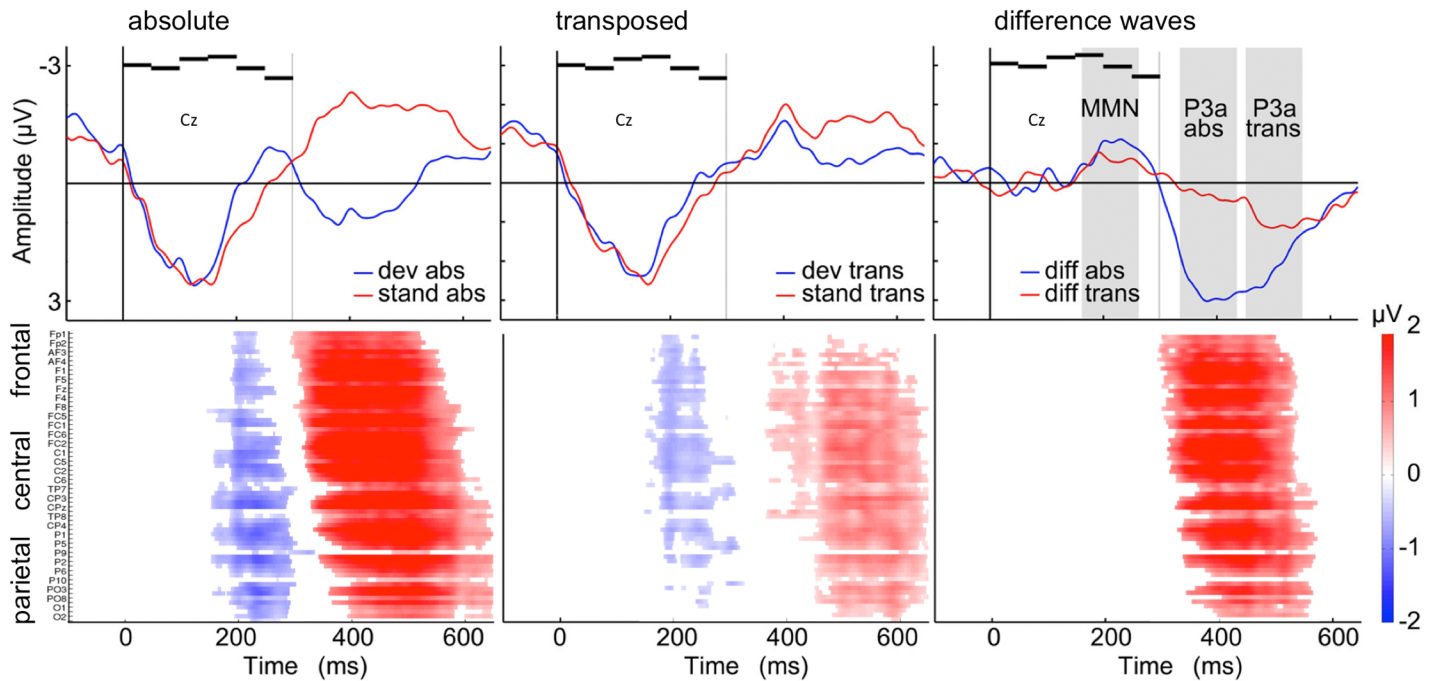 absolute
transposed
difference waves
-3
3
Amplitude (µV)
Cz
dev abs
stand abs
Cz
dev trans
stand trans
Cz
MMN
P3a
abs
P3a
trans
diff abs
diff trans
parietal central frontal
Fp1
Fp2
AF3
AF4
F1
F5
Fz
F4
F8
FC5
FC1
FC6
FC2
C1
C5
C2
C6
TP7
CP3
CPz
TP8
CP4
P1
P5
P9
P2
P6
P10
PO3
PO8
O1
O2
µV
2
1
0
-1
-2
0 200 400 600
Time (ms)
0 200 400 600
Time (ms)
0 200 400 600
Time (ms)